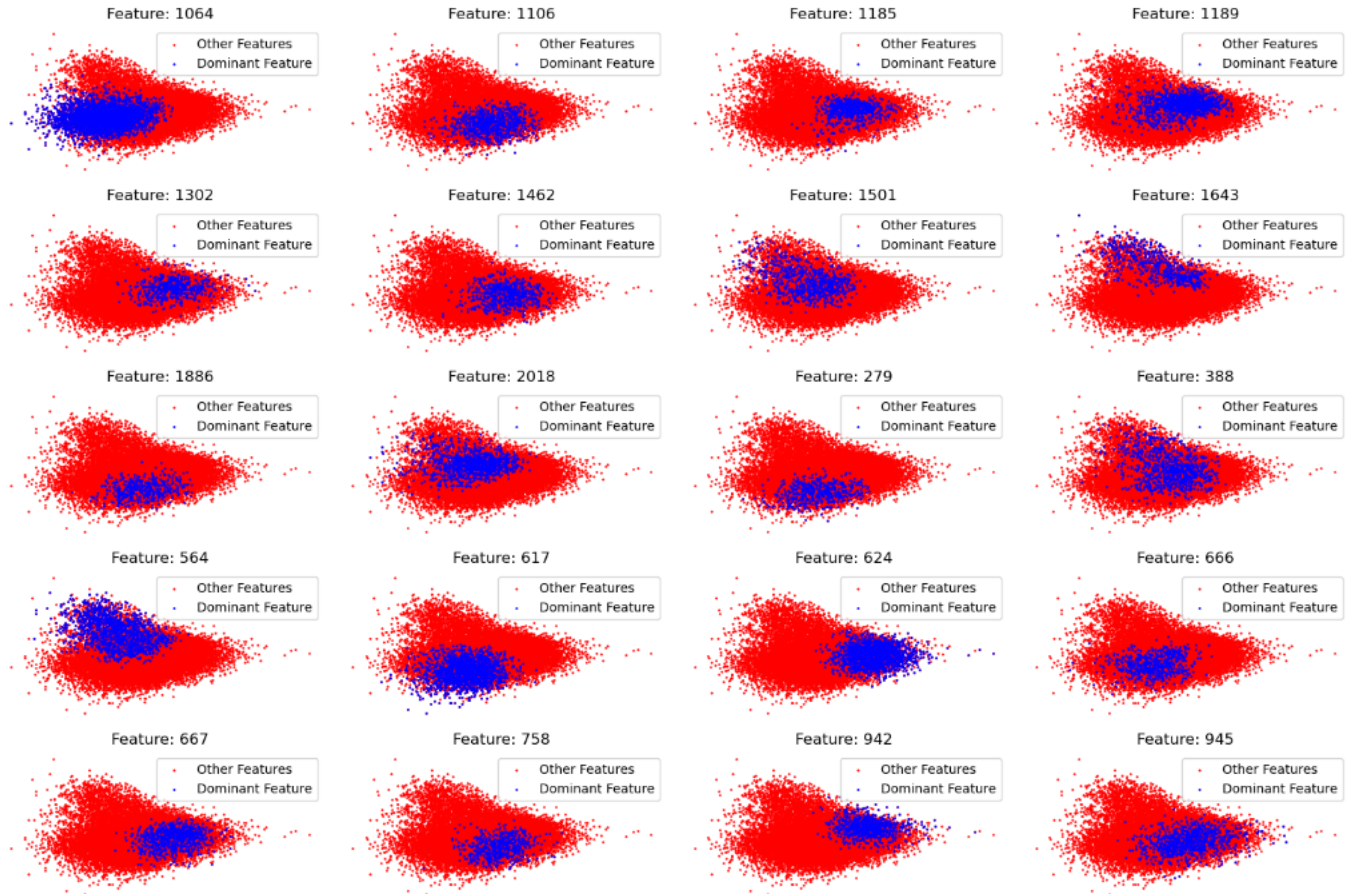 Feature: 1064
Other Features
Dominant Feature
Feature: 1106
Other Features
Dominant Feature
Feature: 1185
Other Features
Dominant Feature
Feature: 1189
Other Features
Dominant Feature
Feature: 1302
Other Features
Dominant Feature
Feature: 1462
Other Features
Dominant Feature
Feature: 1501
Other Features
Dominant Feature
Feature: 1643
Other Features
Dominant Feature
Feature: 1886
Other Features
Dominant Feature
Feature: 2018
Other Features
Dominant Feature
Feature: 279
Other Features
Dominant Feature
Feature: 388
Other Features
Dominant Feature
Feature: 564
Other Features
Dominant Feature
Feature: 617
Other Features
Dominant Feature
Feature: 624
Other Features
Dominant Feature
Feature: 666
Other Features
Dominant Feature
Feature: 667
Other Features
Dominant Feature
Feature: 758
Other Features
Dominant Feature
Feature: 942
Other Features
Dominant Feature
Feature: 945
Other Features
Dominant Feature